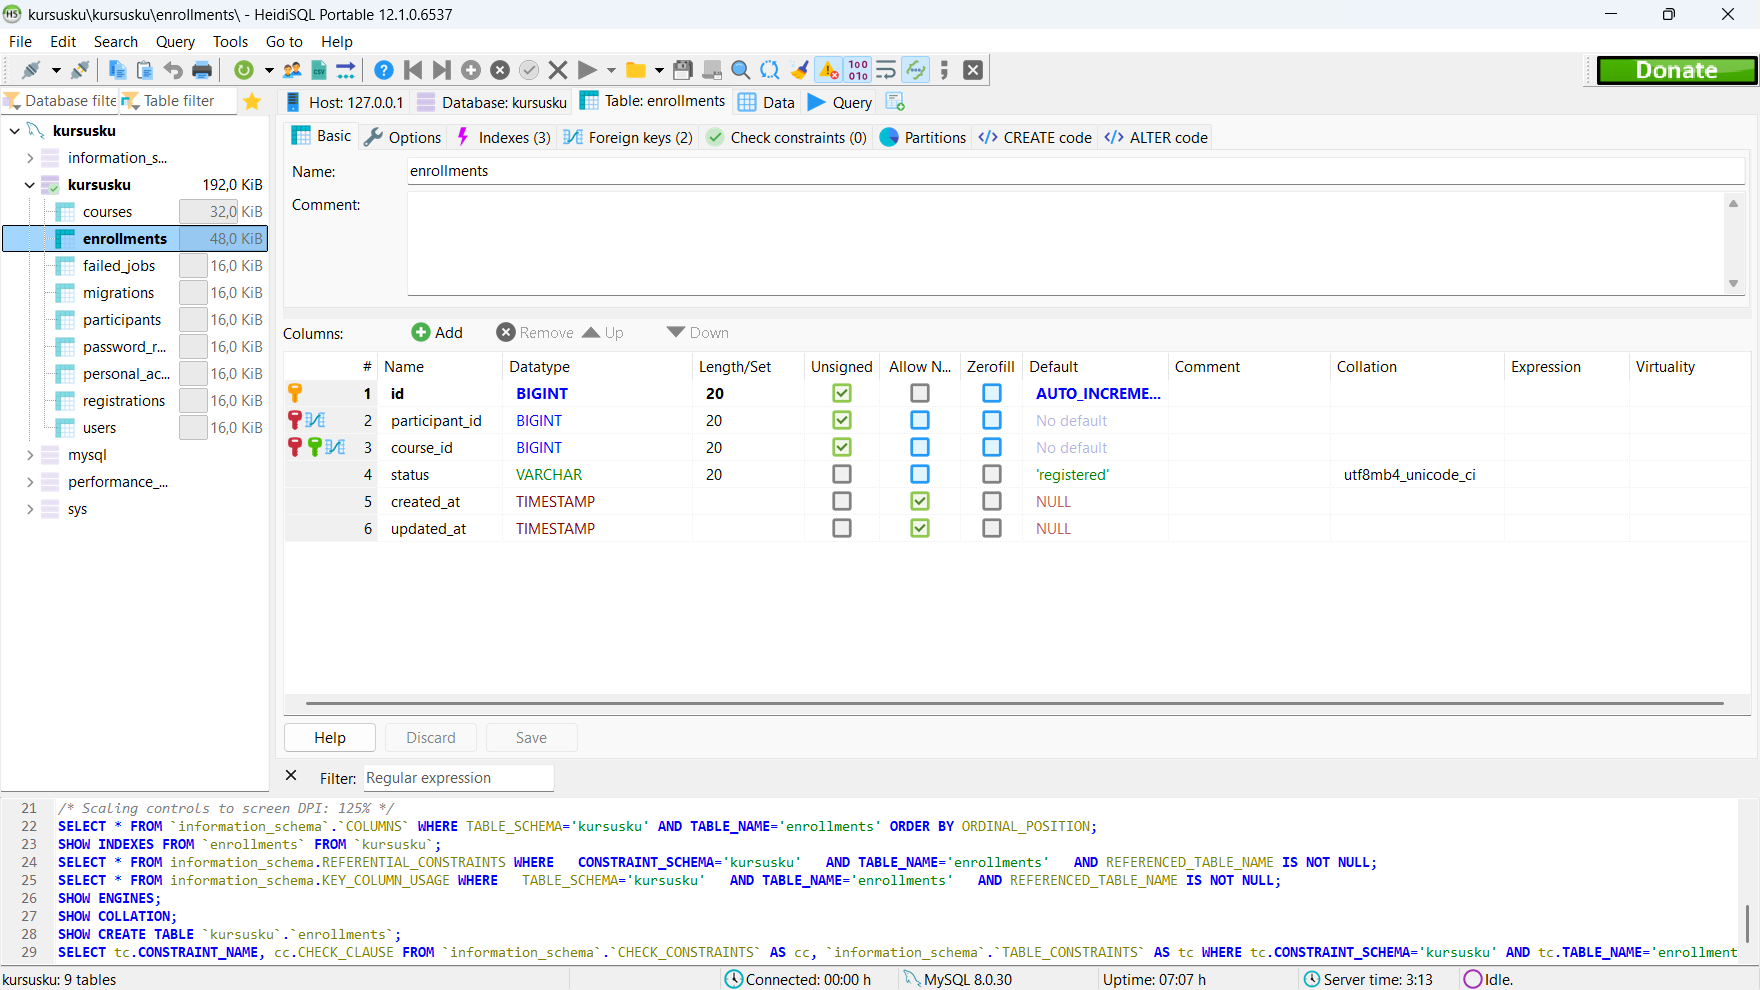 kursusku\kursusku\enrollments\ - HeidiSQL Portable 12.1.0.6537
File Edit Search Query Tools Go to Help
Donate
Database filte Table filter
Host: 127.0.0.1 Database: kursusku Table: enrollments Data Query
kursusku
information_s...
kursusku 192,0 KiB
courses 32,0 KiB
enrollments 48,0 KiB
failed_jobs 16,0 KiB
migrations 16,0 KiB
participants 16,0 KiB
password_r... 16,0 KiB
personal_ac... 16,0 KiB
registrations 16,0 KiB
users 16,0 KiB
mysql
performance_...
sys
Basic Options Indexes (3) Foreign keys (2) Check constraints (0) Partitions CREATE code ALTER code
Name: enrollments
Comment:
Columns: Add Remove Up Down
# Name Datatype Length/Set Unsigned Allow N... Zerofill Default Comment Collation Expression Virtuality
1 id BIGINT 20 AUTO_INCREME...
2 participant_id BIGINT 20 No default
3 course_id BIGINT 20 No default
4 status VARCHAR 20 'registered' utf8mb4_unicode_ci
5 created_at TIMESTAMP NULL
6 updated_at TIMESTAMP NULL
Help Discard Save
Filter: Regular expression
21 /* Scaling controls to screen DPI: 125% */
22 SELECT * FROM `information_schema`.`COLUMNS` WHERE TABLE_SCHEMA='kursusku' AND TABLE_NAME='enrollments' ORDER BY ORDINAL_POSITION;
23 SHOW INDEXES FROM `enrollments` FROM `kursusku`;
24 SELECT * FROM information_schema.REFERENTIAL_CONSTRAINTS WHERE CONSTRAINT_SCHEMA='kursusku' AND TABLE_NAME='enrollments' AND REFERENCED_TABLE_NAME IS NOT NULL;
25 SELECT * FROM information_schema.KEY_COLUMN_USAGE WHERE TABLE_SCHEMA='kursusku' AND TABLE_NAME='enrollments' AND REFERENCED_TABLE_NAME IS NOT NULL;
26 SHOW ENGINES;
27 SHOW COLLATION;
28 SHOW CREATE TABLE `kursusku`.`enrollments`;
29 SELECT tc.CONSTRAINT_NAME, cc.CHECK_CLAUSE FROM `information_schema`.`CHECK_CONSTRAINTS` AS cc, `information_schema`.`TABLE_CONSTRAINTS` AS tc WHERE tc.CONSTRAINT_SCHEMA='kursusku' AND tc.TABLE_NAME='enrollment
kursusku: 9 tables Connected: 00:00 h MySQL 8.0.30 Uptime: 07:07 h Server time: 3:13 Idle.